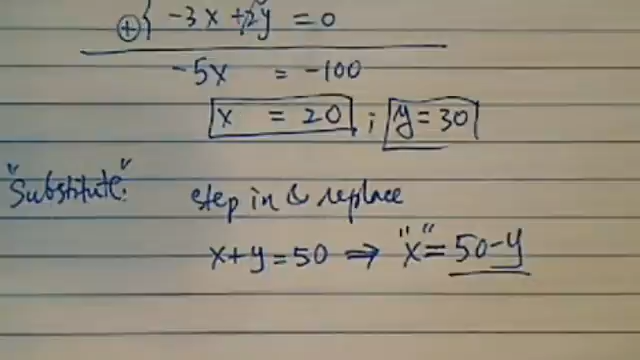 ⊕{ -3x + 2y = 0
-5x = -100
x = 20 ; y = 30
"Substitute": step in & replace
x+y=50 ⇒ "x" = 50-y